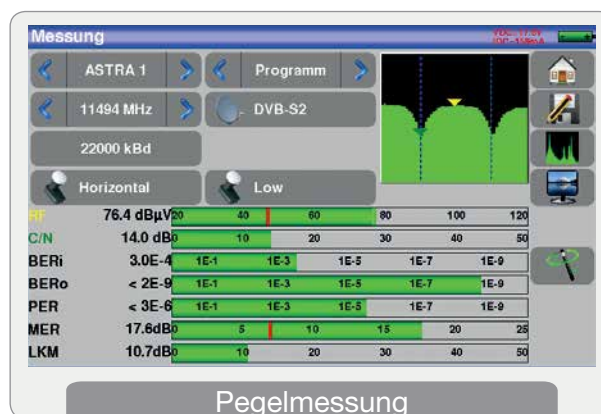 Messung
ASTRA 1
Programm
11494 MHz
DVB-S2
22000 kBd
Horizontal
Low
RF 76.4 dBµV 20 40 60 80 100 120
C/N 14.0 dB 0 10 20 30 40 50
BERi 3.0E-4 1E-1 1E-3 1E-5 1E-7 1E-9
BERo < 2E-9 1E-1 1E-3 1E-5 1E-7 1E-9
PER < 3E-6 1E-1 1E-3 1E-5 1E-7 1E-9
MER 17.6dB 0 5 10 15 20 25
LKM 10.7dB 0 10 20 30 40 50
Pegelmessung